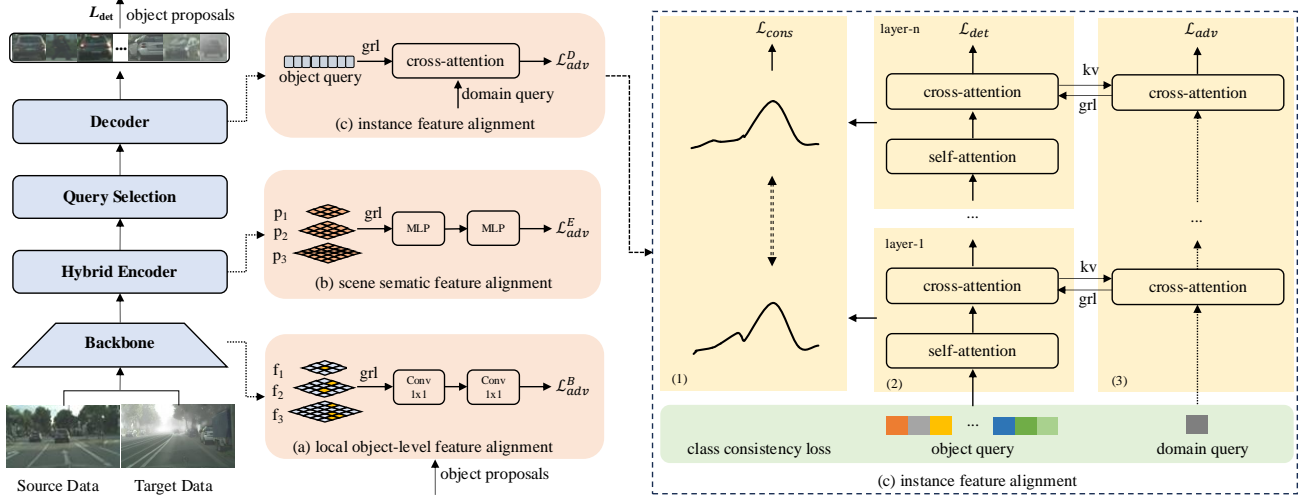 L_det object proposals
...
Decoder
Query Selection
Hybrid Encoder
Backbone
Source Data
Target Data
object query
grl
cross-attention
ℒ_adv^D
domain query
(c) instance feature alignment
p1
p2
p3
grl
MLP
MLP
ℒ_adv^E
(b) scene sematic feature alignment
f1
f2
f3
grl
Conv
1x1
Conv
1x1
ℒ_adv^B
(a) local object-level feature alignment
object proposals
ℒ_cons
(1)
layer-n
ℒ_det
cross-attention
self-attention
...
layer-1
cross-attention
self-attention
(2)
kv
grl
kv
grl
ℒ_adv
cross-attention
...
cross-attention
(3)
class consistency loss
...
object query
domain query
(c) instance feature alignment